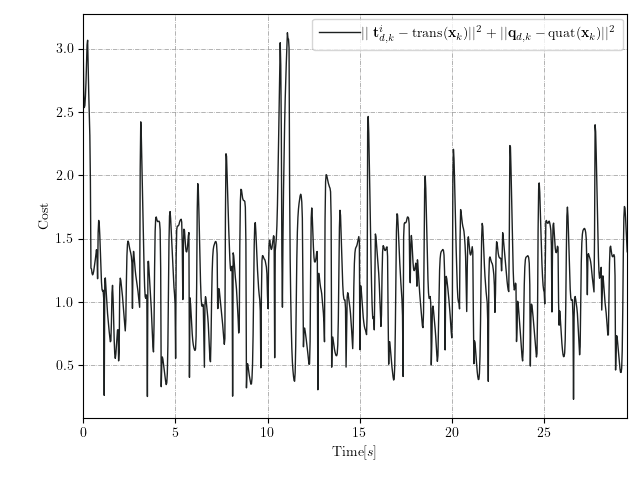 || t^i_{d,k} − trans(x_k)||² + ||q_{d,k} − quat(x_k)||²
3.0
2.5
2.0
1.5
1.0
0.5
Cost
0 5 10 15 20 25
Time[s]